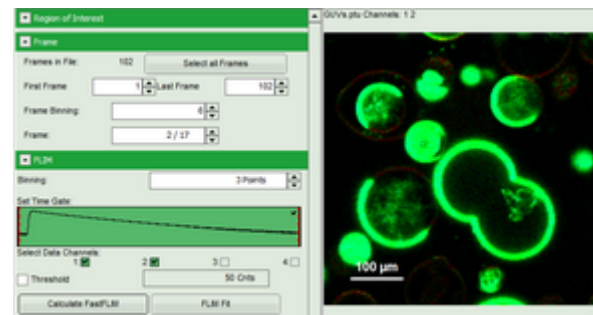 Region of Interest
Frame
Frames in File: 102 Select all Frames
First Frame 1 Last Frame 102
Frame Binning: 6
Frame: 2 / 17
FLIM
Binning: 3 Points
Set Time Gate:
Select Data Channels:
1 2 3 4
Threshold 50 Cnts
Calculate FastFLIM FLIM Fit
GUVs.ptu Channels: 1 2
100 µm